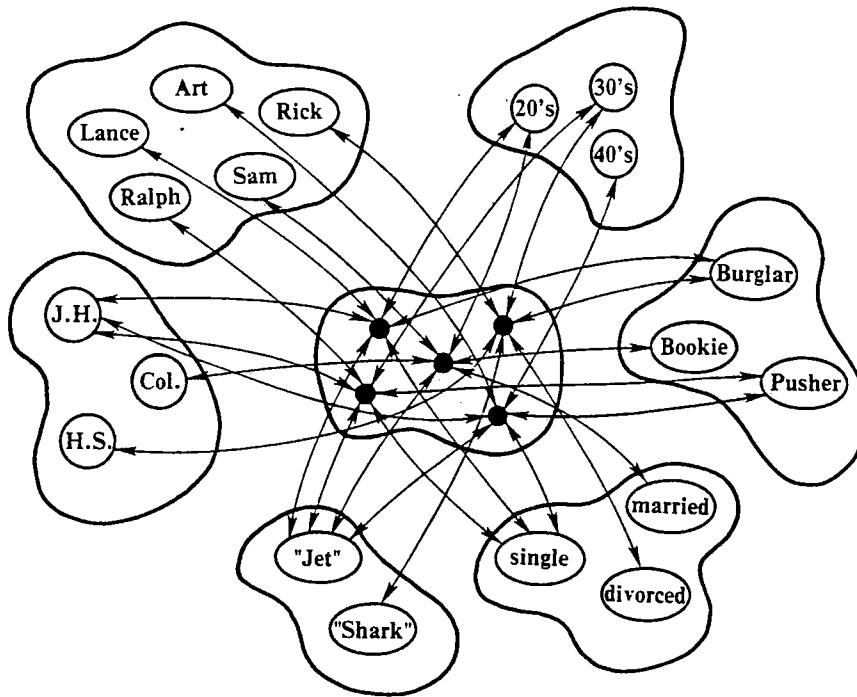 Art
Rick
Lance
Sam
Ralph
20's
30's
40's
Burglar
Bookie
Pusher
J.H.
Col.
H.S.
"Jet"
"Shark"
married
single
divorced